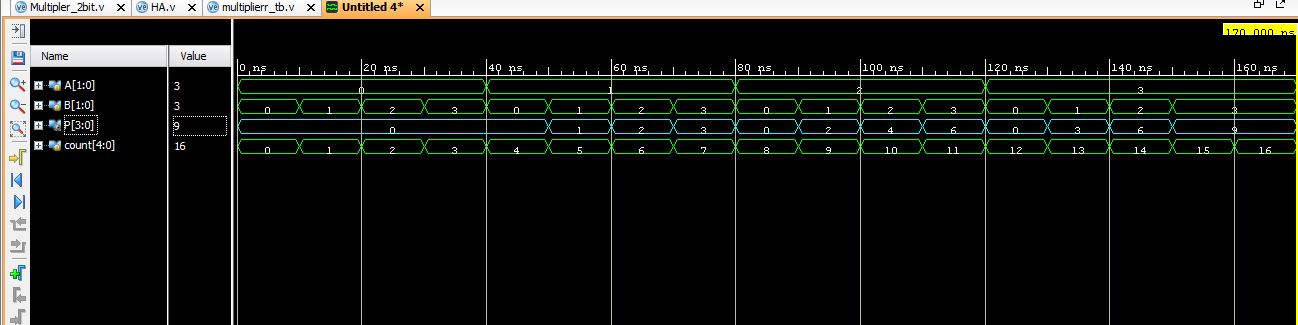 Multipler_2bit.v HA.v multiplierr_tb.v Untitled 4*
170.000 ns
Name Value
0 ns 20 ns 40 ns 60 ns 80 ns 100 ns 120 ns 140 ns 160 ns
A[1:0] 3 0 1 2 3
B[1:0] 3 0 1 2 3 0 1 2 3 0 1 2 3 0 1 2 3
P[3:0] 9 0 1 2 3 0 2 4 6 0 3 6 9
count[4:0] 16 0 1 2 3 4 5 6 7 8 9 10 11 12 13 14 15 16